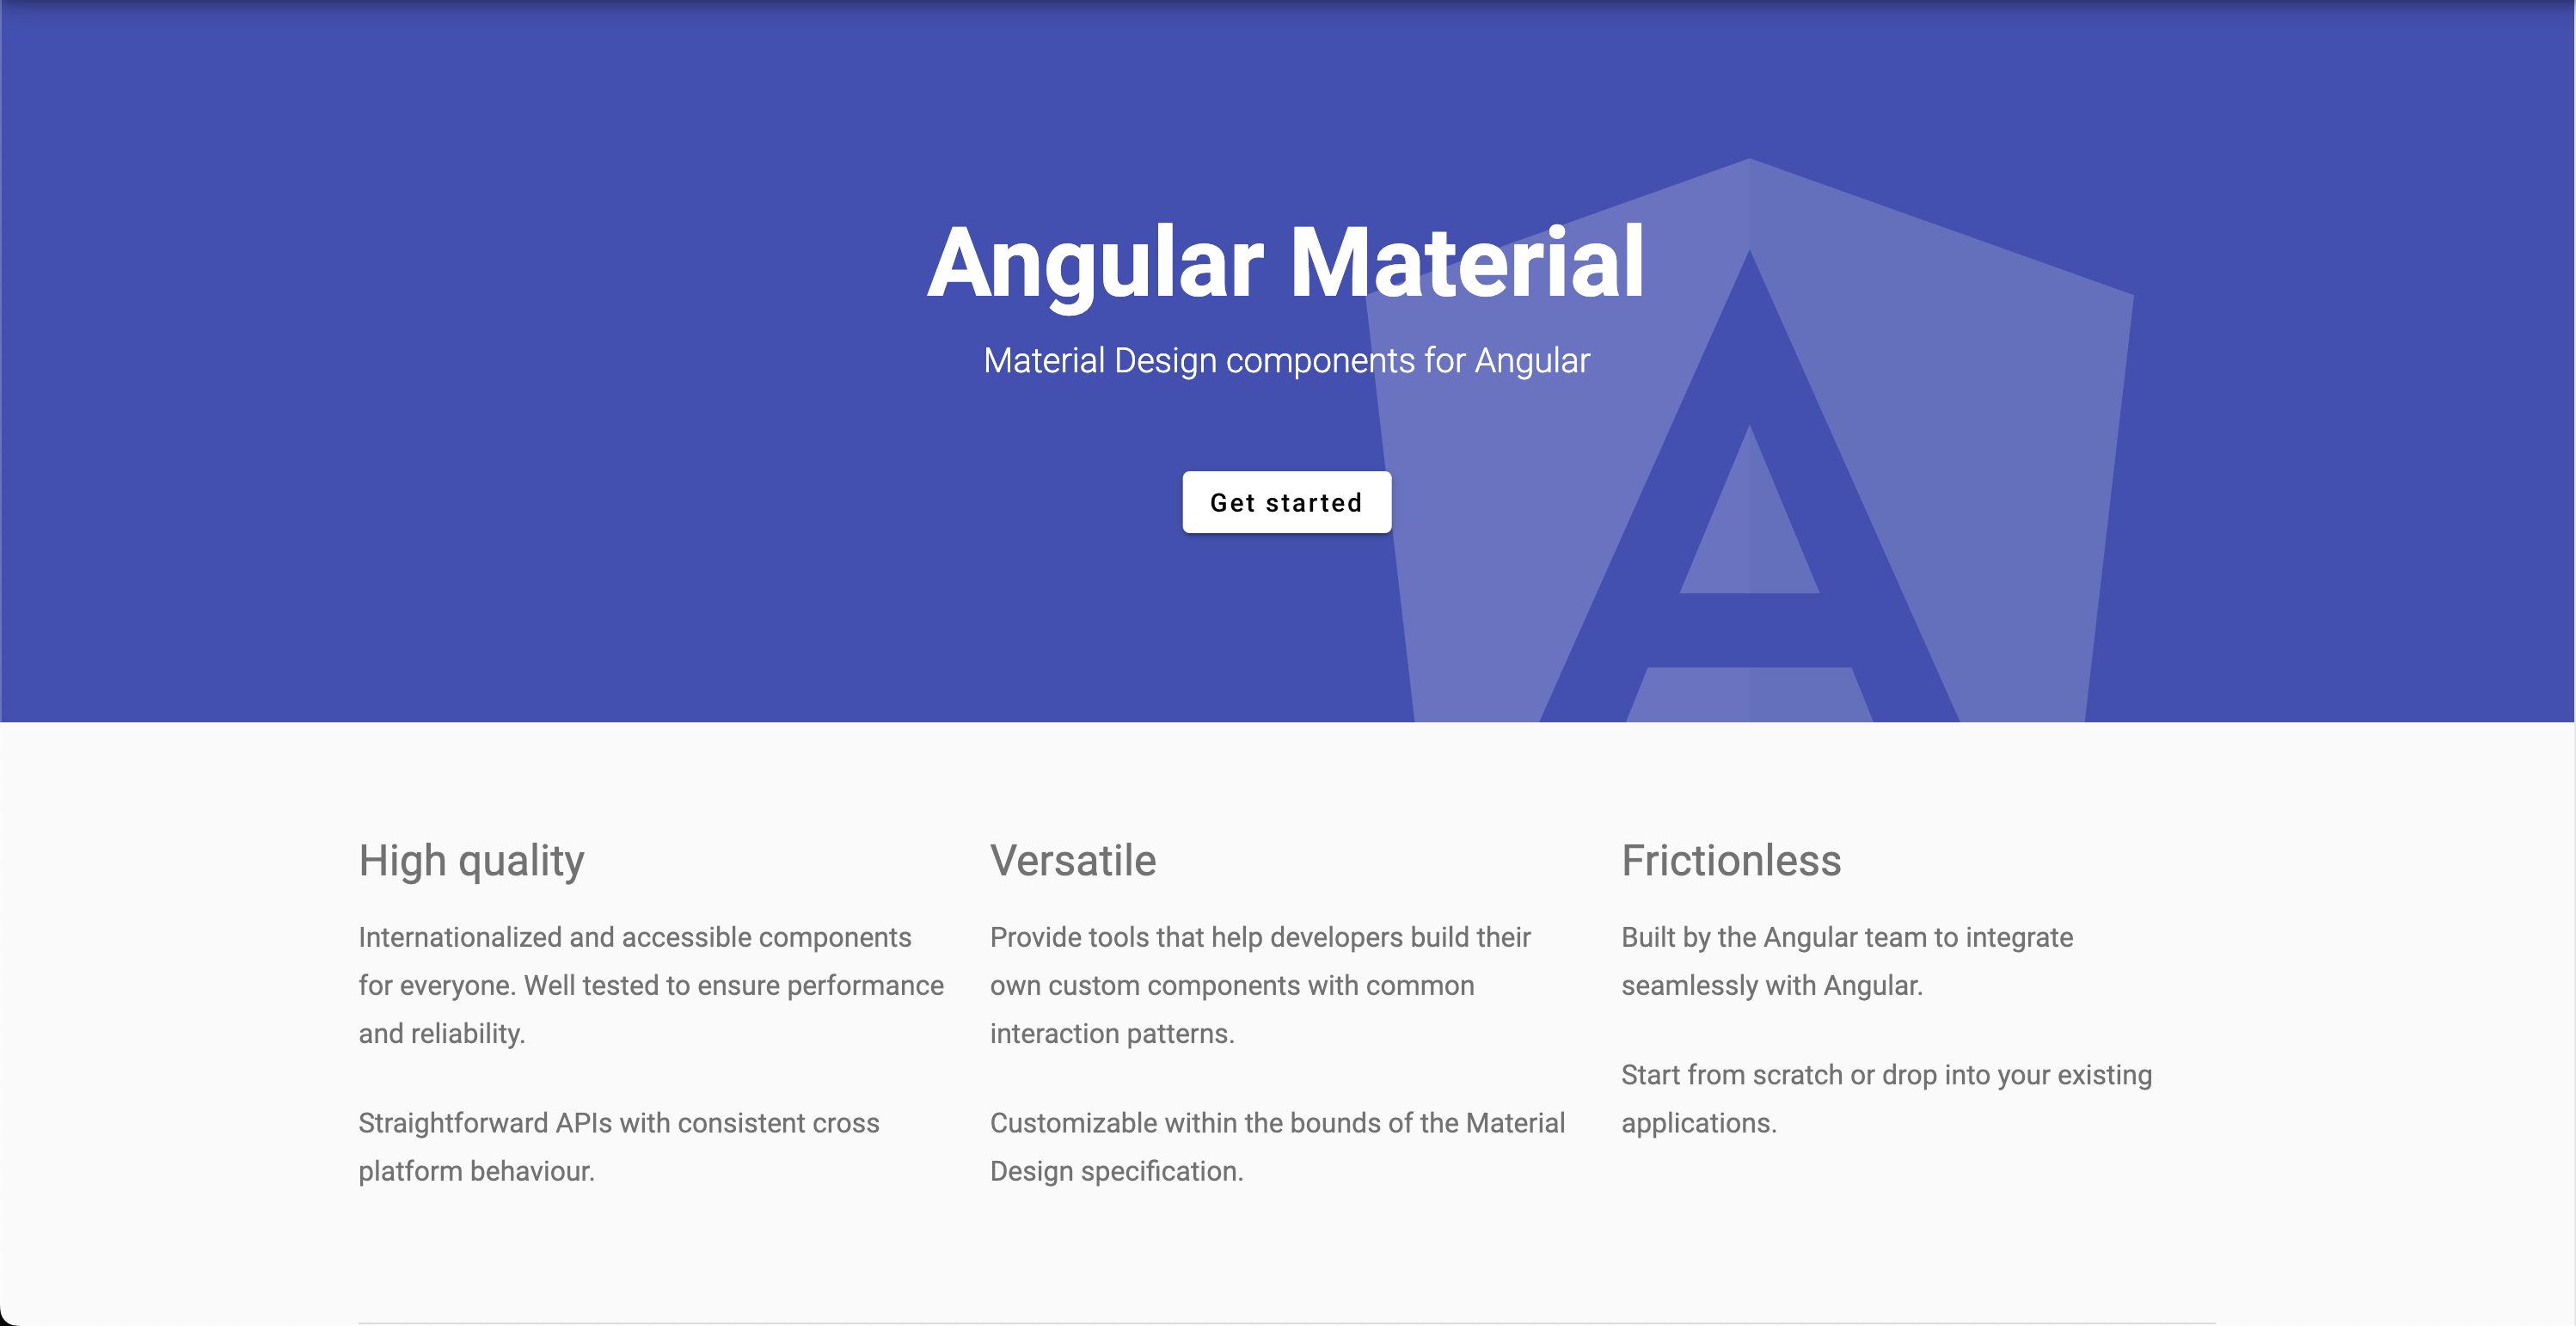 Angular Material
Material Design components for Angular
Get started
High quality
Internationalized and accessible components
for everyone. Well tested to ensure performance
and reliability.
Straightforward APIs with consistent cross
platform behaviour.
Versatile
Provide tools that help developers build their
own custom components with common
interaction patterns.
Customizable within the bounds of the Material
Design specification.
Frictionless
Built by the Angular team to integrate
seamlessly with Angular.
Start from scratch or drop into your existing
applications.